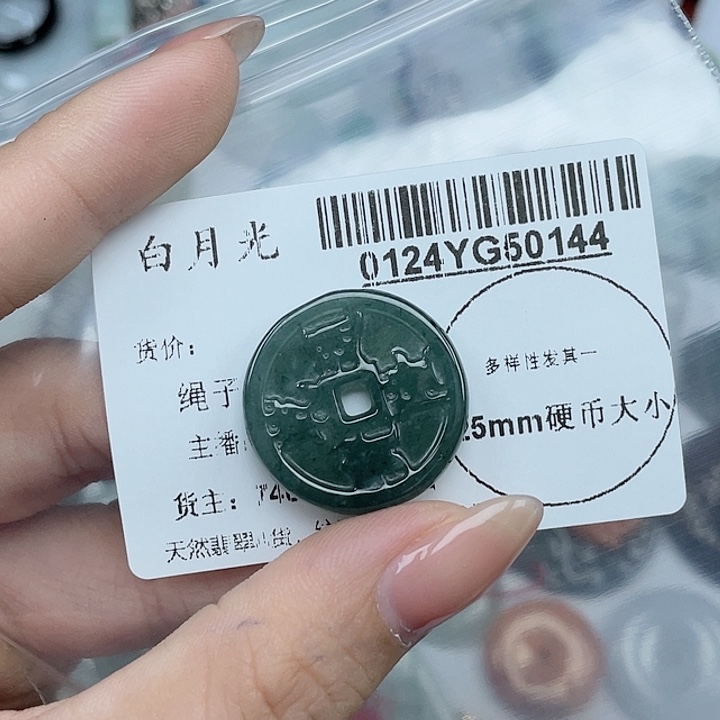 白月光
0124YG50144
货价：
多样性发其一
绳子
25mm硬币大小
主播
货主：
天然翡翠